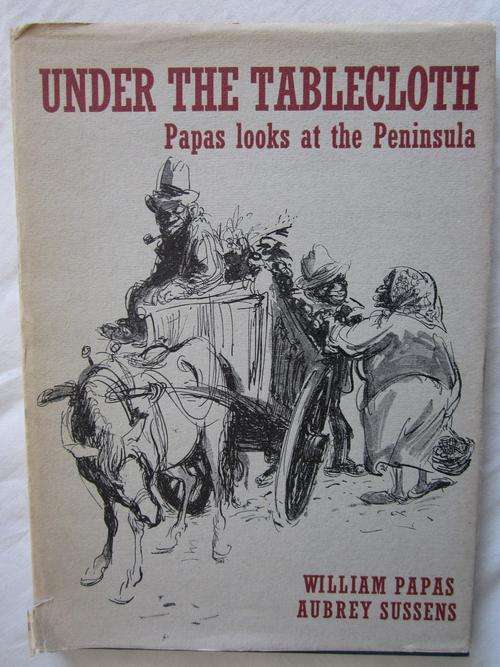 UNDER THE TABLECLOTH
Papas looks at the Peninsula
WILLIAM PAPAS
AUBREY SUSSENS